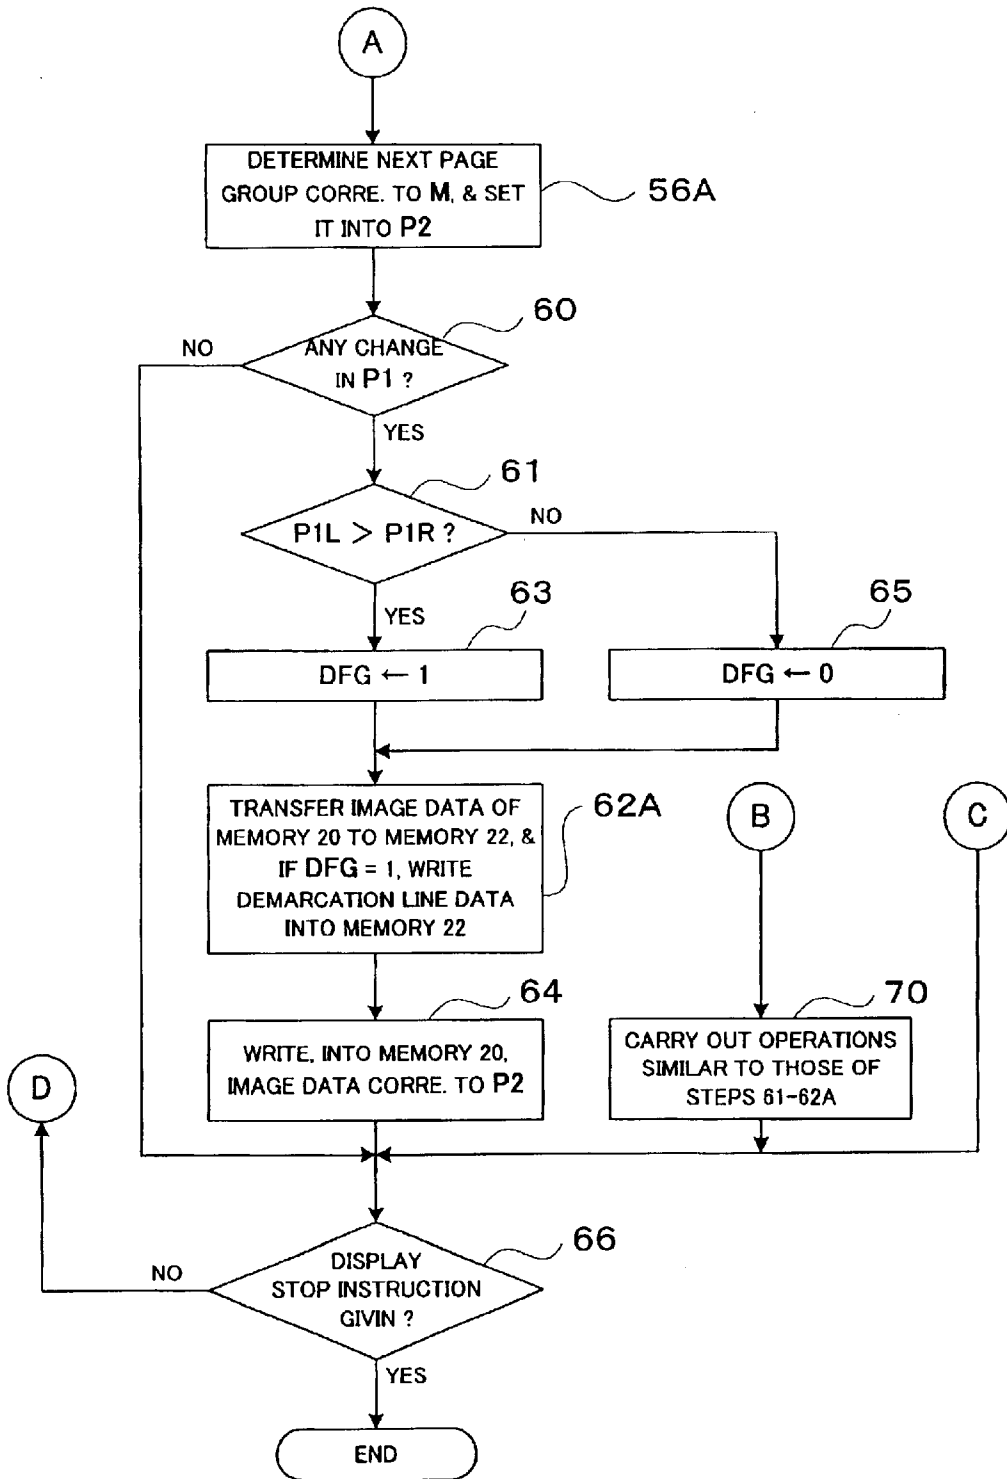 A
DETERMINE NEXT PAGE
GROUP CORRE. TO M, & SET
IT INTO P2
56A
60
NO
ANY CHANGE
IN P1 ?
YES
61
P1L > P1R ?
NO
YES
63
65
DFG ← 1
DFG ← 0
TRANSFER IMAGE DATA OF
MEMORY 20 TO MEMORY 22, &
IF DFG = 1, WRITE
DEMARCATION LINE DATA
INTO MEMORY 22
62A
B
C
64
70
WRITE, INTO MEMORY 20,
IMAGE DATA CORRE. TO P2
CARRY OUT OPERATIONS
SIMILAR TO THOSE OF
STEPS 61-62A
D
66
NO
DISPLAY
STOP INSTRUCTION
GIVIN ?
YES
END